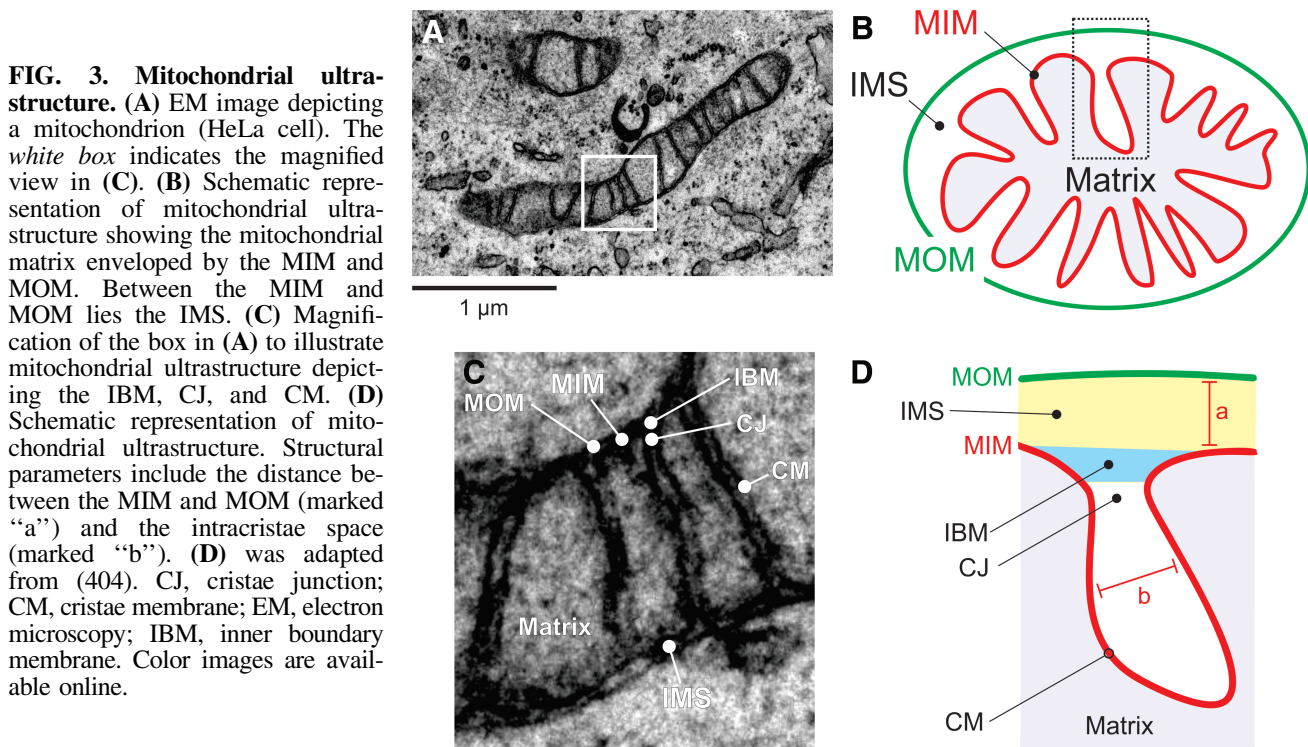 FIG. 3. Mitochondrial ultra-
structure. (A) EM image depicting
a mitochondrion (HeLa cell). The
white box indicates the magnified
view in (C). (B) Schematic repre-
sentation of mitochondrial ultra-
structure showing the mitochondrial
matrix enveloped by the MIM and
MOM. Between the MIM and
MOM lies the IMS. (C) Magnifi-
cation of the box in (A) to illustrate
mitochondrial ultrastructure depict-
ing the IBM, CJ, and CM. (D)
Schematic representation of mito-
chondrial ultrastructure. Structural
parameters include the distance be-
tween the MIM and MOM (marked
‘‘a’’) and the intracristae space
(marked ‘‘b’’). (D) was adapted
from (404). CJ, cristae junction;
CM, cristae membrane; EM, electron
microscopy; IBM, inner boundary
membrane. Color images are avail-
able online.
A
1 µm
B
MIM
IMS
Matrix
MOM
C
MOM
MIM
IBM
CJ
CM
Matrix
IMS
D
MOM
IMS
a
MIM
IBM
CJ
b
CM
Matrix